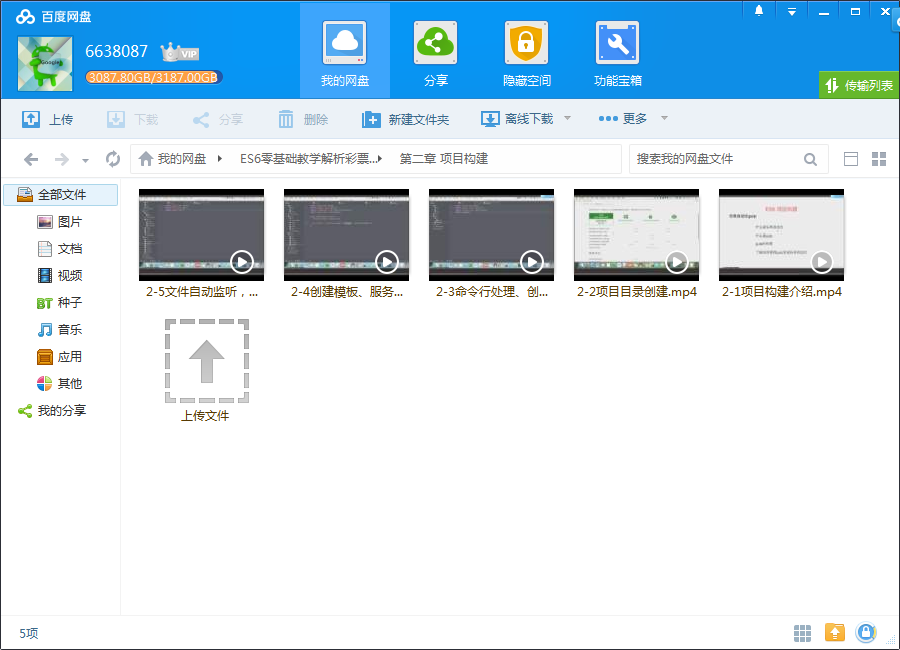 百度网盘
6638087 VIP
3087.80GB/3187.00GB
我的网盘 分享 隐藏空间 功能宝箱
传输列表
上传 下载 分享 删除 新建文件夹 离线下载 更多
我的网盘 ES6零基础教学解析彩票... 第二章 项目构建 搜索我的网盘文件
全部文件
图片
文档
视频
BT 种子
音乐
应用
其他
我的分享
2-5文件自动监听，... 2-4创建模板、服务... 2-3命令行处理、创... 2-2项目目录创建.mp4 2-1项目构建介绍.mp4
上传文件
5项